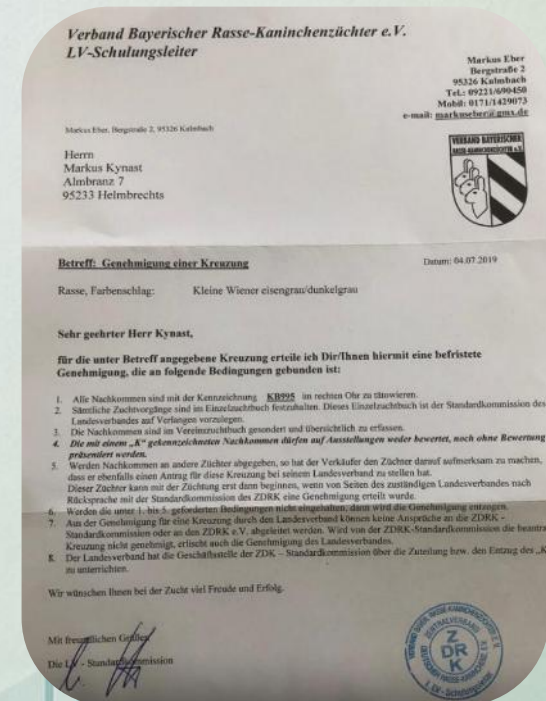 Verband Bayerischer Rasse-Kaninchenzüchter e.V.
LV-Schulungsleiter
Markus Eber
Bergstraße 2
95326 Kulmbach
Tel.: 09221/690450
Mobil: 0171/1429073
e-mail: markuseber@gmx.de
Markus Eber, Bergstraße 2, 95326 Kulmbach
VERBAND BAYERISCHER
RASSE-KANINCHENZÜCHTER e.V.
Herrn
Markus Kynast
Almbranz 7
95233 Helmbrechts
Betreff: Genehmigung einer Kreuzung
Datum: 04.07.2019
Rasse, Farbenschlag: Kleine Wiener eisengrau/dunkelgrau
Sehr geehrter Herr Kynast,
für die unter Betreff angegebene Kreuzung erteile ich Dir/Ihnen hiermit eine befristete
Genehmigung, die an folgende Bedingungen gebunden ist:
1. Alle Nachkommen sind mit der Kennzeichnung KB995 im rechten Ohr zu tätowieren.
2. Sämtliche Zuchtvorgänge sind im Einzelzuchtbuch festzuhalten. Dieses Einzelzuchtbuch ist der Standardkommission des
Landesverbandes auf Verlangen vorzulegen.
3. Die Nachkommen sind im Vereinszuchtbuch gesondert und übersichtlich zu erfassen.
4. Die mit einem „K“ gekennzeichneten Nachkommen dürfen auf Ausstellungen weder bewertet, noch ohne Bewertung
präsentiert werden.
5. Werden Nachkommen an andere Züchter abgegeben, so hat der Verkäufer den Züchter darauf aufmerksam zu machen,
dass er ebenfalls einen Antrag für diese Kreuzung bei seinem Landesverband zu stellen hat.
Dieser Züchter kann mit der Züchtung erst dann beginnen, wenn von Seiten des zuständigen Landesverbandes nach
Rücksprache mit der Standardkommission des ZDRK eine Genehmigung erteilt wurde.
6. Werden die unter 1. bis 5. geforderten Bedingungen nicht eingehalten, dann wird die Genehmigung entzogen.
7. Aus der Genehmigung für eine Kreuzung durch den Landesverband können keine Ansprüche an die ZDRK –
Standardkommission oder an den ZDRK e.V. abgeleitet werden. Wird von der ZDRK-Standardkommission die beantra
Kreuzung nicht genehmigt, erlischt auch die Genehmigung des Landesverbandes.
8. Der Landesverband hat die Geschäftsstelle der ZDK – Standardkommission über die Zuteilung bzw. den Entzug des „K
zu unterrichten.
Wir wünschen Ihnen bei der Zucht viel Freude und Erfolg.
Mit freundlichen Grüßen
Die LV - Standardkommission
ZENTRALVERBAND
Z
DR
K
LV - Schulungsleiter